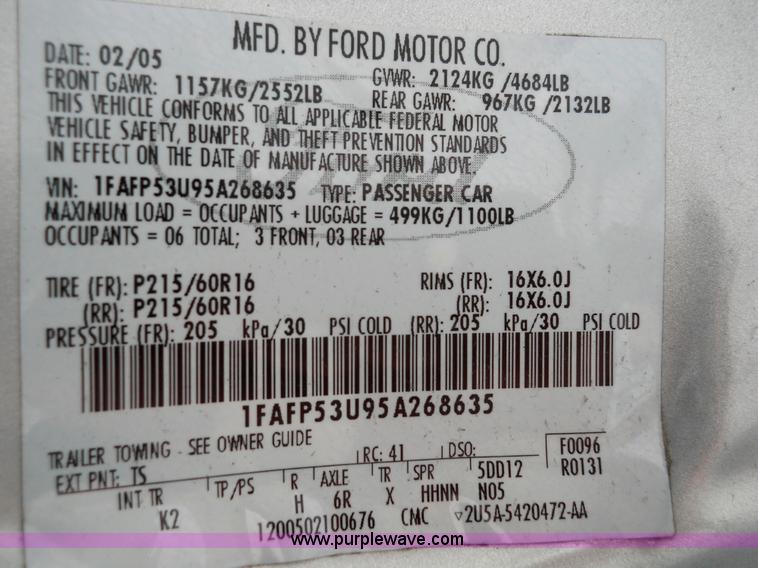 MFD. BY FORD MOTOR CO.
DATE: 02/05
GVWR: 2124KG /4684LB
FRONT GAWR: 1157KG/2552LB
REAR GAWR: 967KG /2132LB
THIS VEHICLE CONFORMS TO ALL APPLICABLE FEDERAL MOTOR
VEHICLE SAFETY, BUMPER, AND THEFT PREVENTION STANDARDS
IN EFFECT ON THE DATE OF MANUFACTURE SHOWN ABOVE.
VIN: 1FAFP53U95A268635 TYPE: PASSENGER CAR
MAXIMUM LOAD = OCCUPANTS + LUGGAGE = 499KG/1100LB
OCCUPANTS = 06 TOTAL; 3 FRONT, 03 REAR
TIRE (FR): P215/60R16 RIMS (FR): 16X6.0J
(RR): P215/60R16 (RR): 16X6.0J
PRESSURE (FR): 205 kPa/30 PSI COLD (RR): 205 kPa/30 PSI COLD
1FAFP53U95A268635
TRAILER TOWING - SEE OWNER GUIDE
RC: 41 DSO: F0096
EXT PNT: TS R0131
INT TR TP/PS R AXLE TR SPR 5DD12
K2 H 6R X HHNN N05
1200502100676 CMC ▽2U5A-5420472-AA
www.purplewave.com